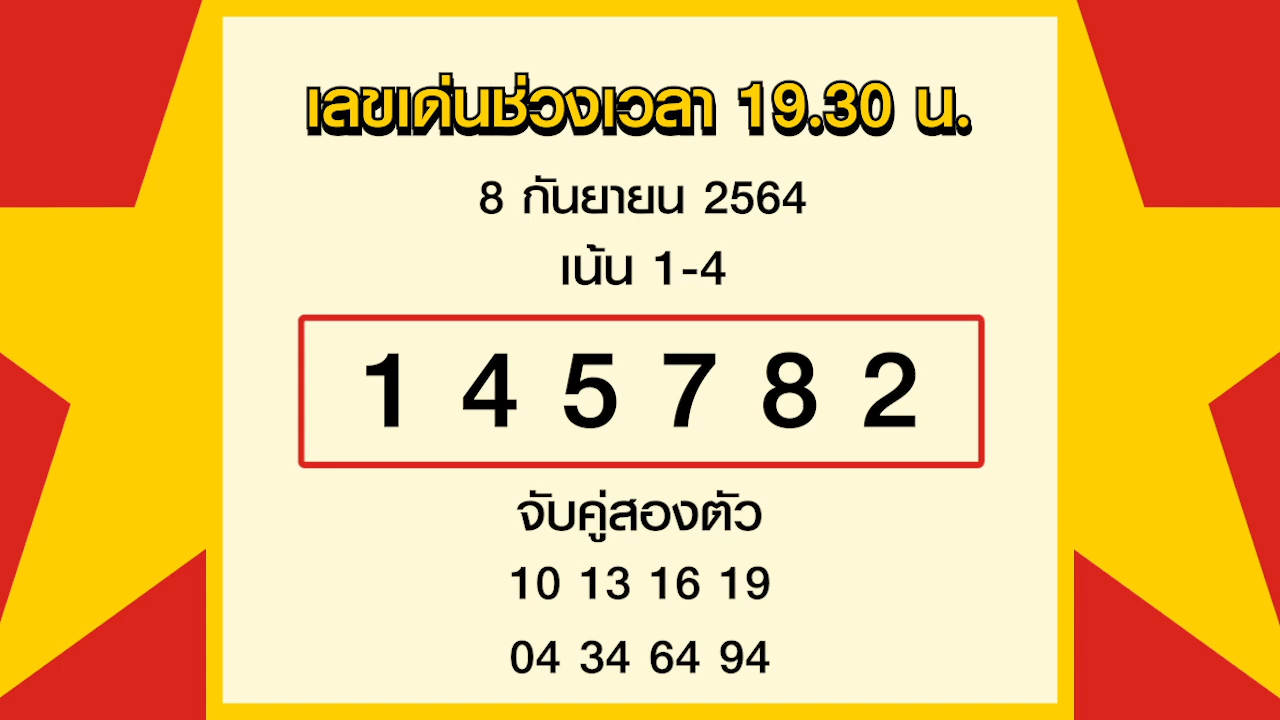 เลขเด่นช่วงเวลา 19.30 น.
8 กันยายน 2564
เน้น 1-4
1 4 5 7 8 2
จับคู่สองตัว
10 13 16 19
04 34 64 94